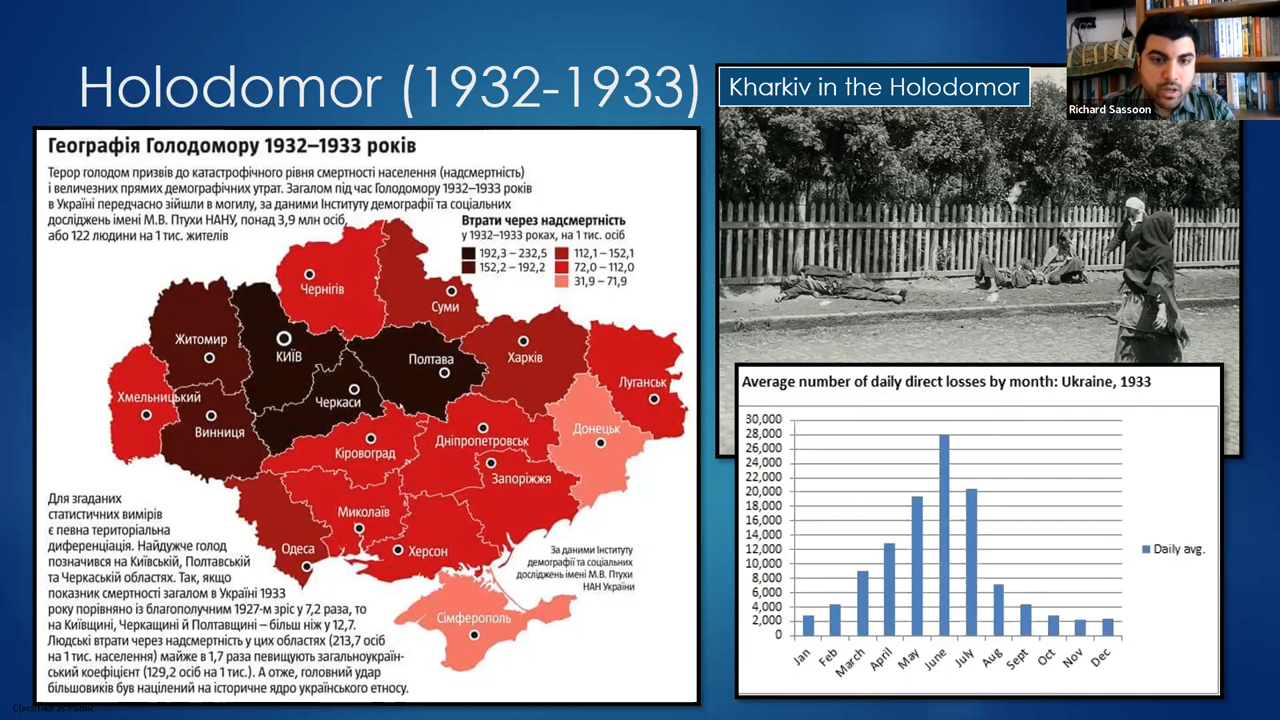 Holodomor (1932-1933)
Географія Голодомору 1932–1933 років
Терор голодом призвів до катастрофічного рівня смертності населення (надсмертність)
і величезних прямих демографічних утрат. Загалом під час Голодомору 1932–1933 років
в Україні передчасно зійшли в могилу, за даними Інституту демографії та соціальних
досліджень імені М.В. Птухи НАНУ, понад 3,9 млн осіб,
або 122 людини на 1 тис. жителів
Втрати через надсмертність
у 1932–1933 роках, на 1 тис. осіб
192,3 – 232,5
112,1 – 152,1
152,2 – 192,2
72,0 – 112,0
31,9 – 71,9
Чернігів
Суми
Житомир
КИЇВ
Полтава
Харків
Луганськ
Хмельницький
Черкаси
Вінниця
Донецьк
Дніпропетровськ
Кіровоград
Запоріжжя
Миколаїв
Одеса
Херсон
Сімферополь
За даними Інституту
демографії та соціальних
досліджень імені М.В. Птухи
НАН України
Для згаданих
статистичних вимірів
є певна територіальна
диференціація. Найдужче голод
позначився на Київській, Полтавській
та Черкаській областях. Так, якщо
показник смертності загалом в Україні 1933
року порівняно із благополучним 1927-м зріс у 7,2 раза, то
на Київщині, Черкащині й Полтавщині – більш ніж у 12,7.
Людські втрати через надсмертність у цих областях (213,7 осіб
на 1 тис. населення) майже в 1,7 раза певищують загальноукраїн-
ський коефіцієнт (129,2 осіб на 1 тис.). А отже, головний удар
більшовиків був націлений на історичне ядро українського етносу.
Classified as Public
Kharkiv in the Holodomor
Richard Sassoon
Average number of daily direct losses by month: Ukraine, 1933
30,000
28,000
26,000
24,000
22,000
20,000
18,000
16,000
14,000
12,000
10,000
8,000
6,000
4,000
2,000
0
Jan
Feb
March
April
May
June
July
Aug
Sept
Oct
Nov
Dec
Daily avg.